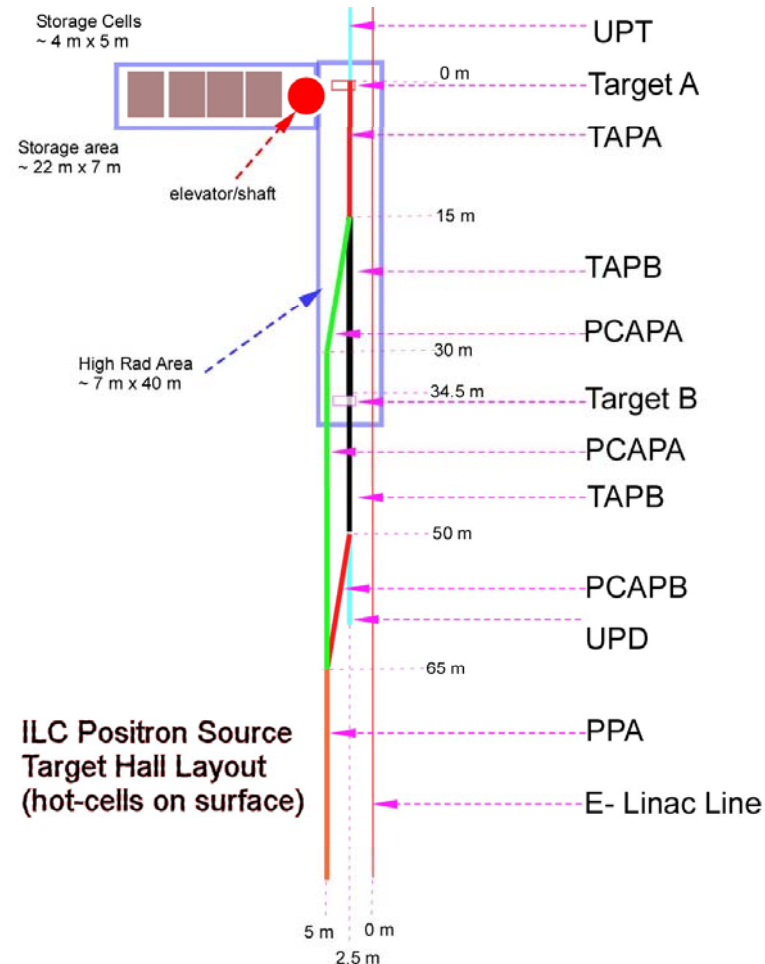 Storage Cells
~ 4 m x 5 m
UPT
0 m
Target A
TAPA
Storage area
~ 22 m x 7 m
elevator/shaft
15 m
TAPB
PCAPA
30 m
High Rad Area
~ 7 m x 40 m
34.5 m
Target B
PCAPA
TAPB
50 m
PCAPB
UPD
65 m
ILC Positron Source
Target Hall Layout
(hot-cells on surface)
PPA
E- Linac Line
5 m
0 m
2.5 m